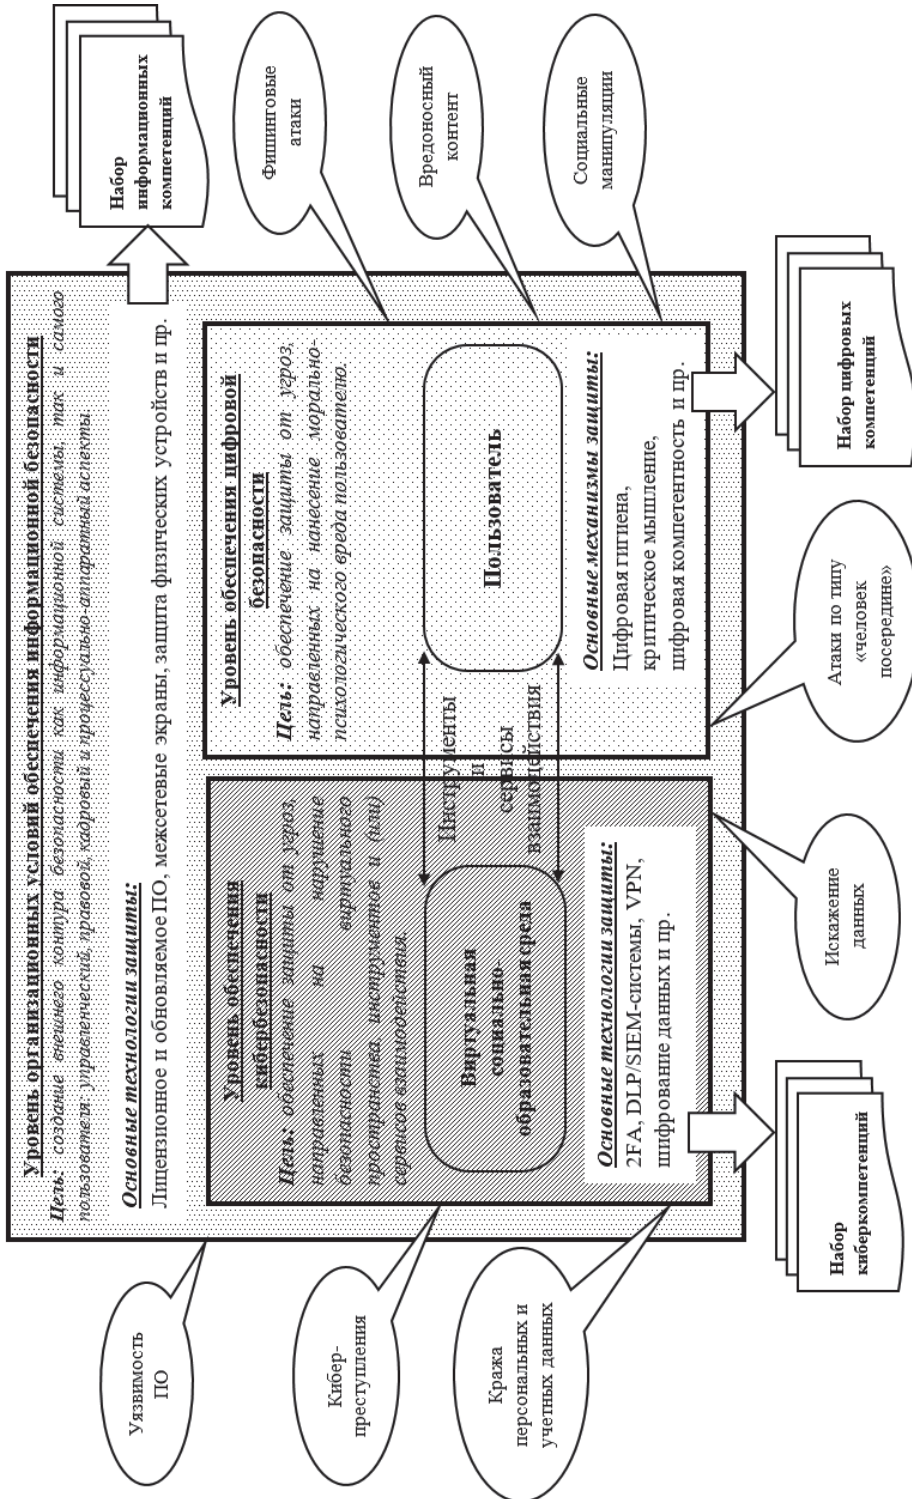 Уровень организационных условий обеспечения информационной безопасности
Цель: создание внешнего контура безопасности как информационной системы, так и самого
пользователя: управленческий, правовой, кадровый и процессуально-аппаратный аспекты
Основные технологии защиты:
Лицензионное и обновляемое ПО, межсетевые экраны, защита физических устройств и пр.
Набор
информационных
компетенций
Уровень обеспечения
кибербезопасности
Цель: обеспечение защиты от угроз,
направленных на нарушение
безопасности виртуального
пространства, инструментов и (или)
сервисов взаимодействия.
Виртуальная
социально-
образовательная среда
Основные технологии защиты:
2FA, DLP/SIEM-системы, VPN,
шифрование данных и пр.
Инструменты
и
сервисы
взаимодействия
Уровень обеспечения цифровой
безопасности
Цель: обеспечение защиты от угроз,
направленных на нанесение морально-
психологического вреда пользователю.
Пользователь
Основные механизмы защиты:
Цифровая гигиена,
критическое мышление,
цифровая компетентность и пр.
Уязвимость
ПО
Кибер-
преступления
Кража
персональных и
учетных данных
Фишинговые
атаки
Вредоносный
контент
Социальные
манипуляции
Набор
киберкомпетенций
Искажение
данных
Атаки по типу
«человек
посередине»
Набор цифровых
компетенций